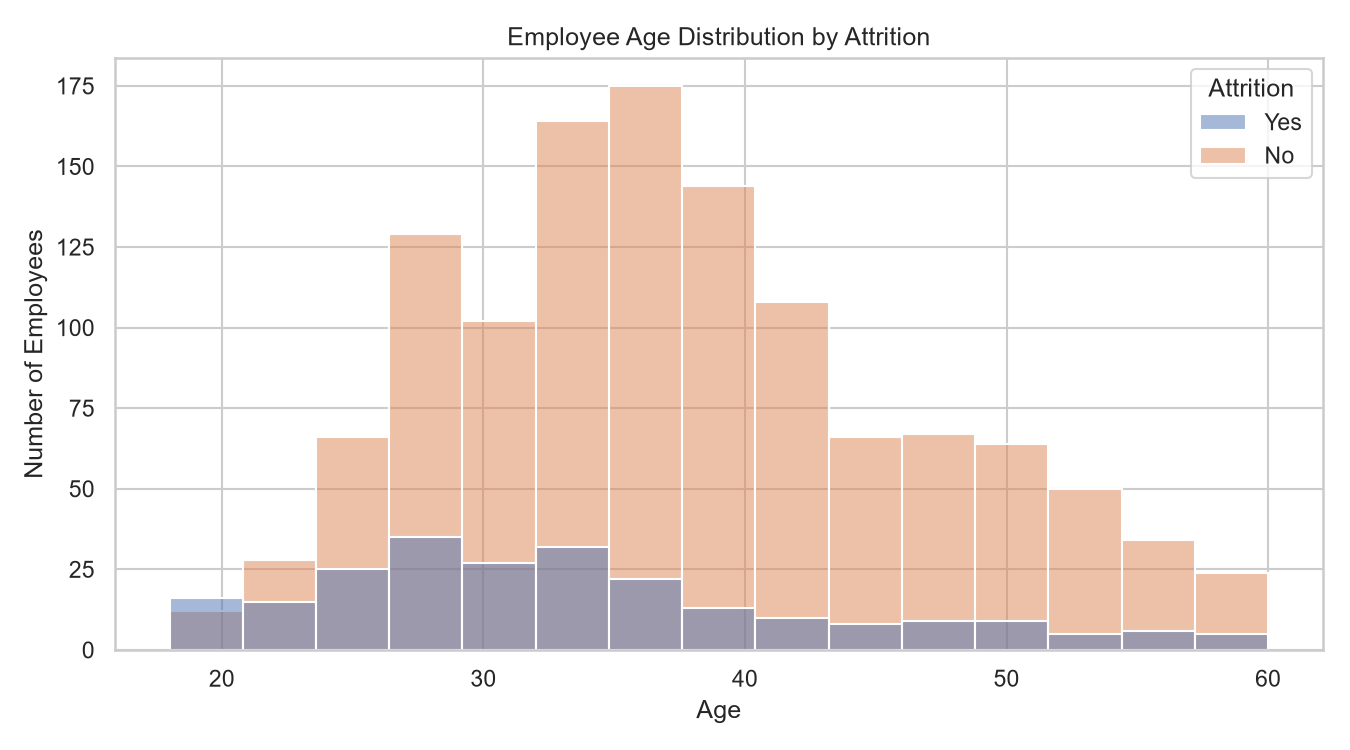 Employee Age Distribution by Attrition
Attrition
Yes
No
Number of Employees
175
150
125
100
75
50
25
0
20
30
40
50
60
Age